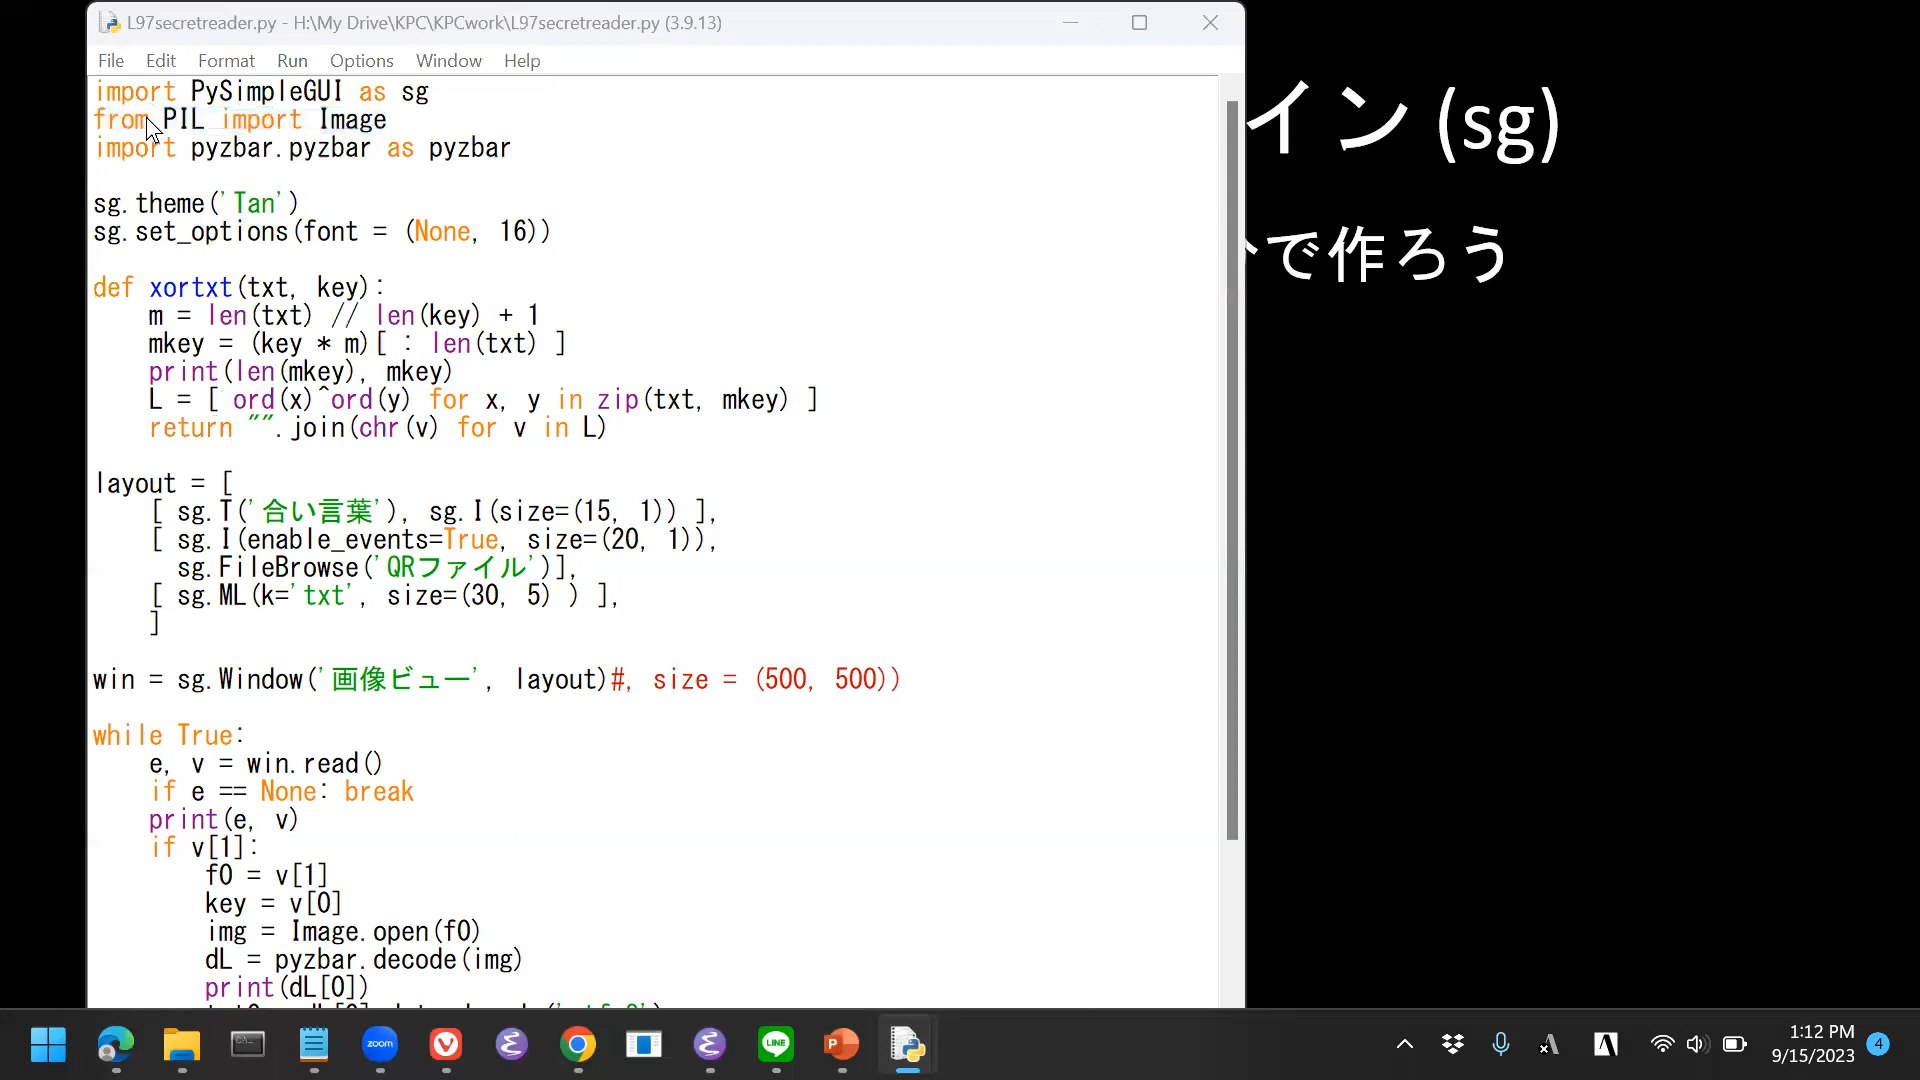 L97secretreader.py - H:\My Drive\KPC\KPCwork\L97secretreader.py (3.9.13)
File Edit Format Run Options Window Help
import PySimpleGUI as sg
from PIL import Image
import pyzbar.pyzbar as pyzbar
sg.theme('Tan')
sg.set_options(font = (None, 16))
def xortxt(txt, key):
m = len(txt) // len(key) + 1
mkey = (key * m)[ : len(txt) ]
print(len(mkey), mkey)
L = [ ord(x)^ord(y) for x, y in zip(txt, mkey) ]
return "".join(chr(v) for v in L)
layout = [
[ sg.T('合い言葉'), sg.I(size=(15, 1)) ],
[ sg.I(enable_events=True, size=(20, 1)),
sg.FileBrowse('QRファイル')],
[ sg.ML(k='txt', size=(30, 5) ) ],
]
win = sg.Window('画像ビュー', layout)#, size = (500, 500))
while True:
e, v = win.read()
if e == None: break
print(e, v)
if v[1]:
f0 = v[1]
key = v[0]
img = Image.open(f0)
dL = pyzbar.decode(img)
print(dL[0])
イン (sg)
で作ろう
zoom
LINE
1:12 PM
9/15/2023
4